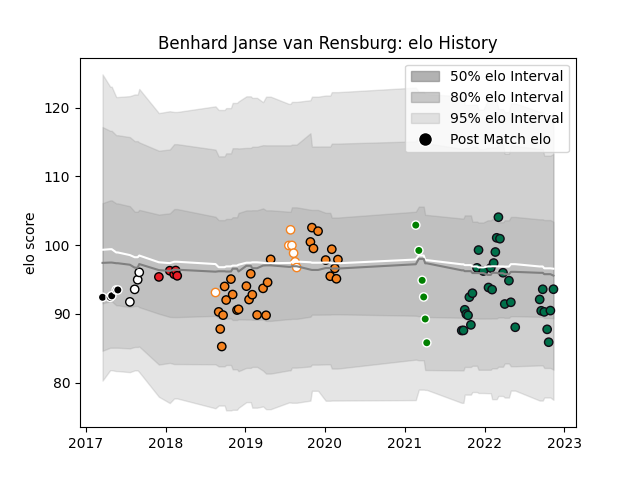 Benhard Janse van Rensburg: elo History
50% elo Interval
80% elo Interval
95% elo Interval
Post Match elo
elo score
120
110
100
90
80
2017
2018
2019
2020
2021
2022
2023